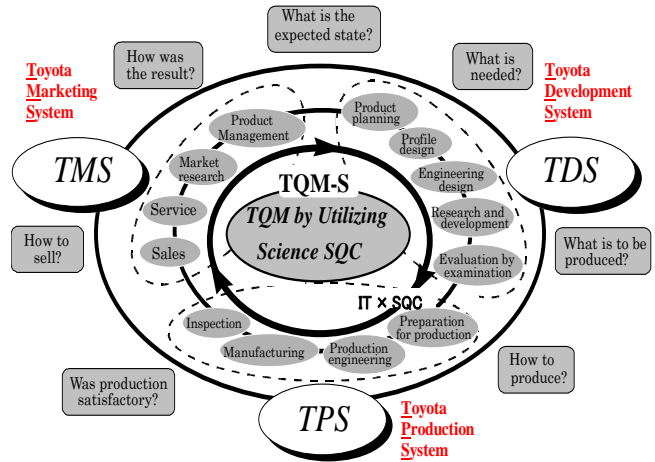 What is the
expected state?
How was
the result?
What is
needed?
Toyota
Marketing
System
Toyota
Development
System
Product
Management
Product
planning
Profile
design
Market
research
Engineering
design
TMS
TDS
TQM-S
TQM by Utilizing
Science SQC
Service
Sales
Research and
development
Evaluation by
examination
How to
sell?
What is to be
produced?
IT × SQC
Inspection
Manufacturing
Production
engineering
Preparation
for production
Was production
satisfactory?
How to
produce?
TPS
Toyota
Production
System